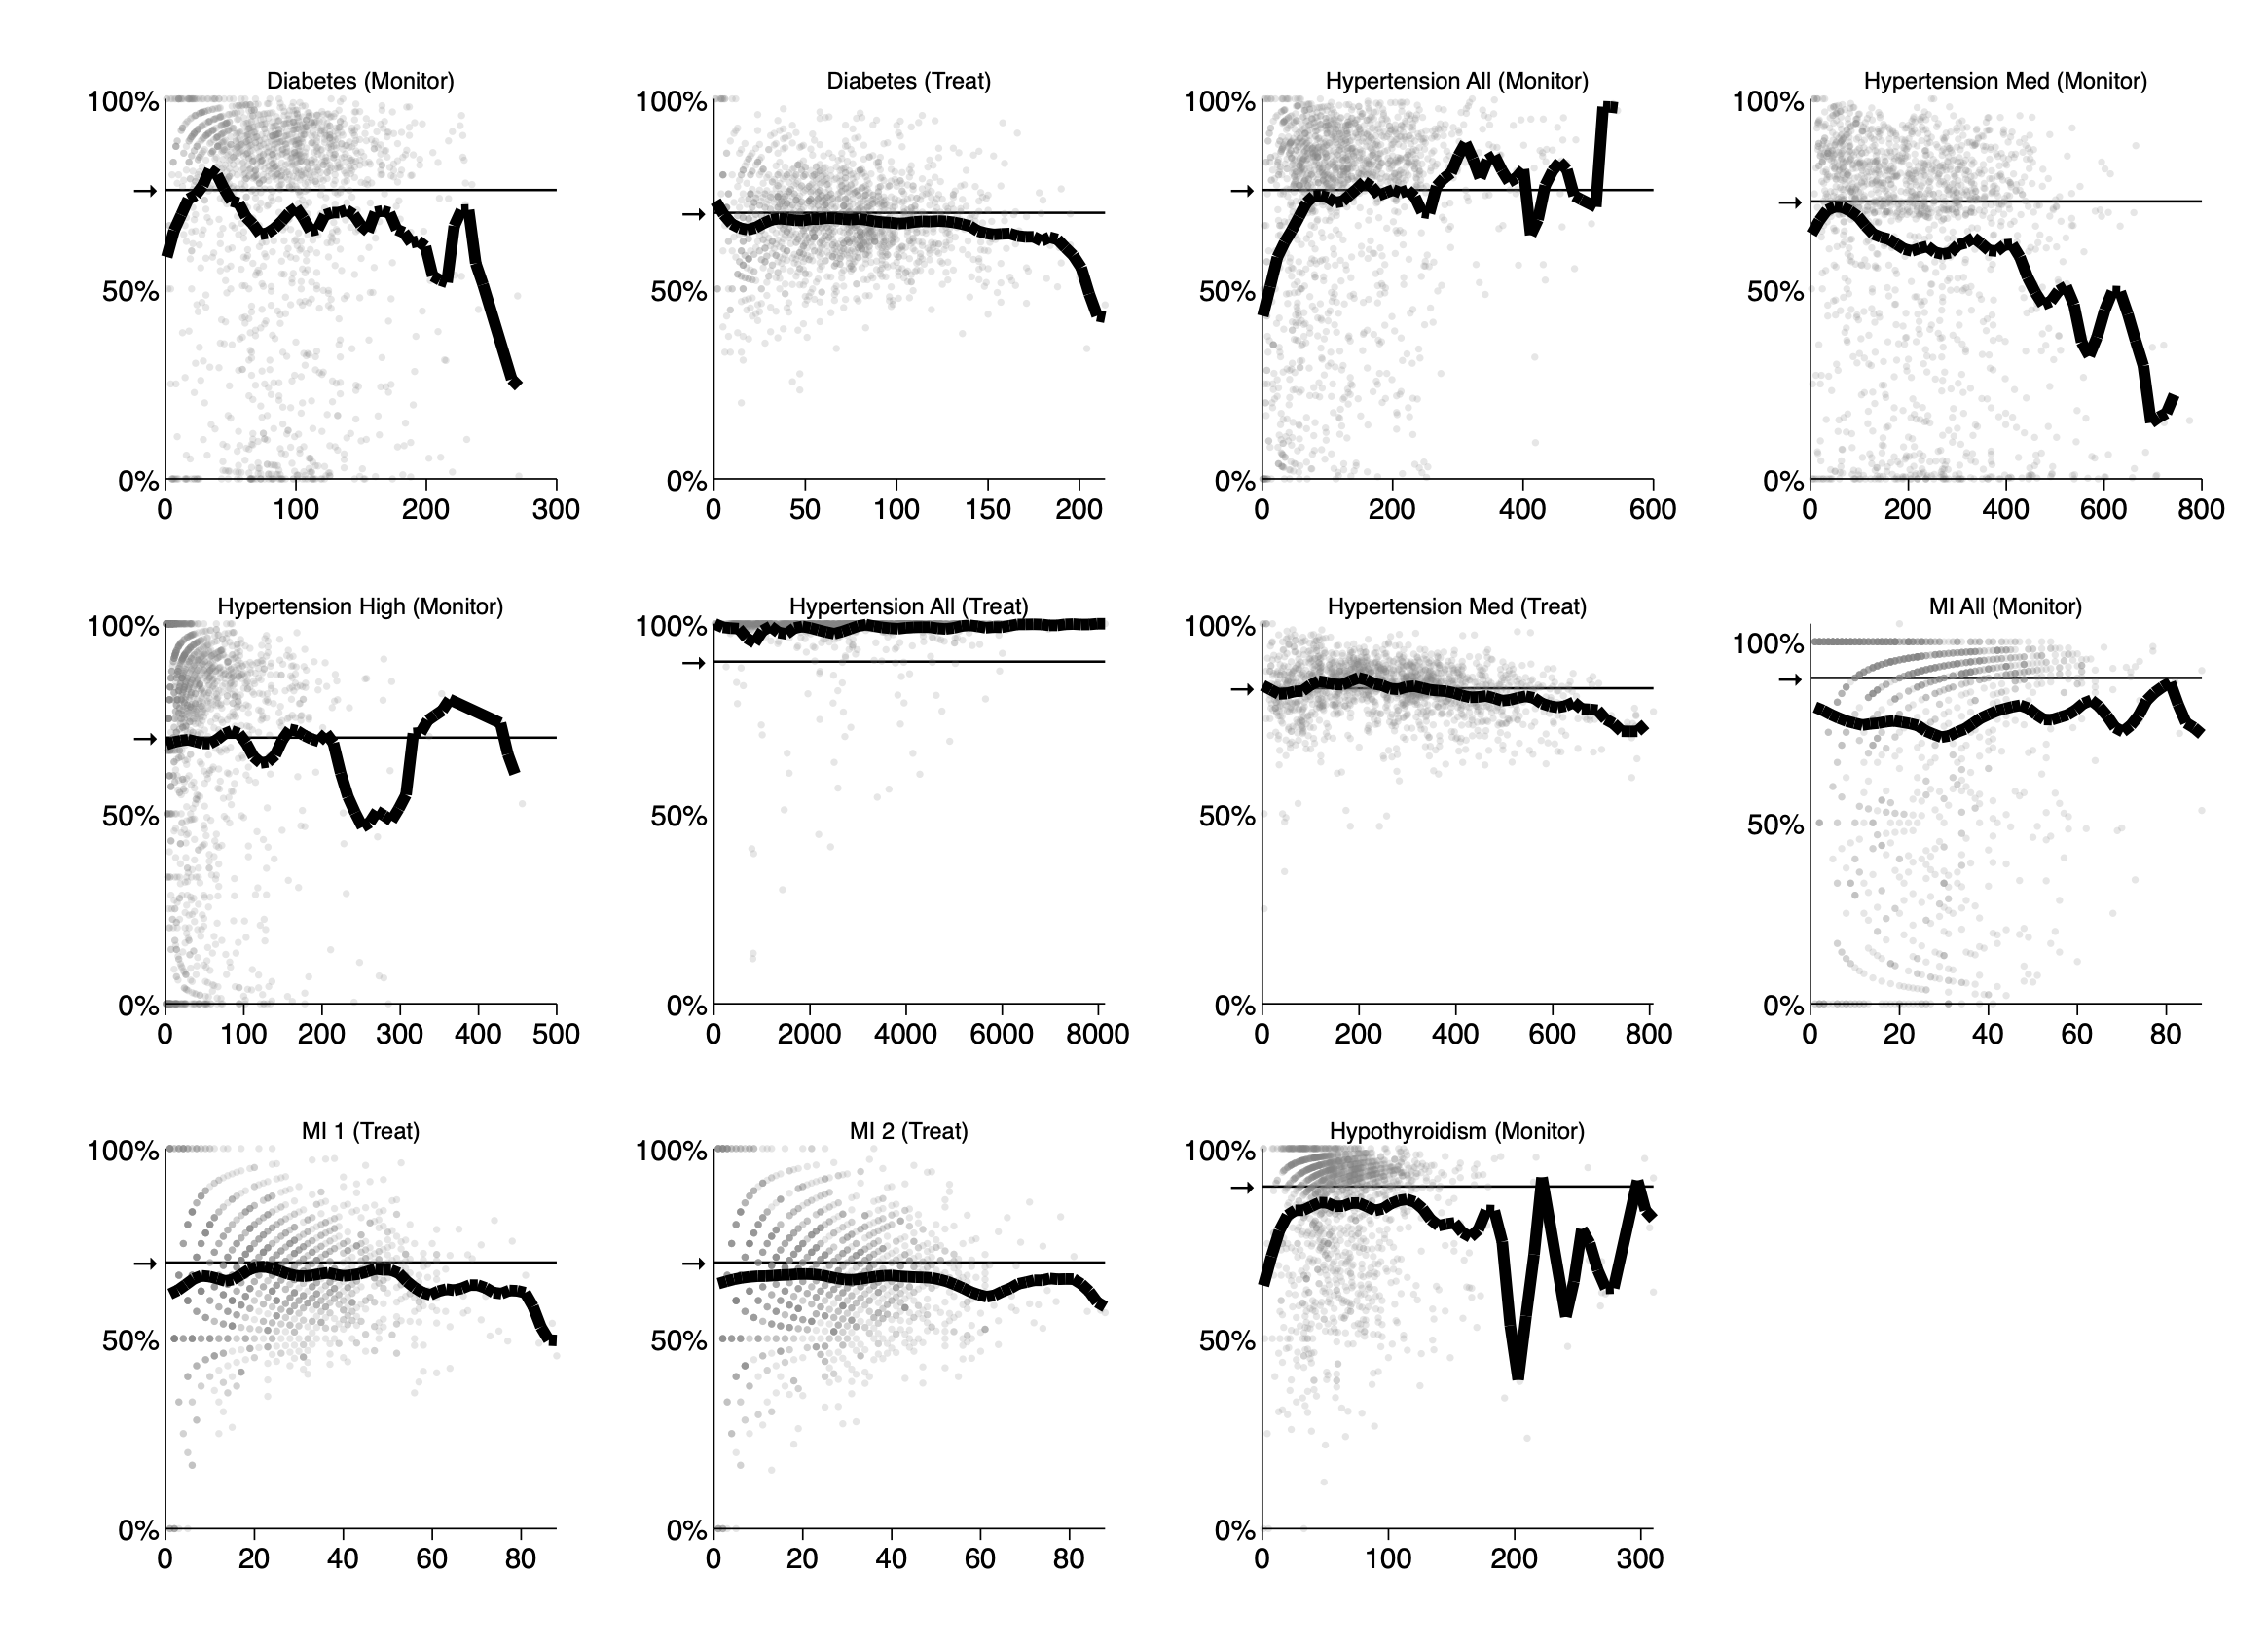 Diabetes (Monitor)
100%
→
50%
0%
0 100 200 300
Diabetes (Treat)
100%
→
50%
0%
0 50 100 150 200
Hypertension All (Monitor)
100%
→
50%
0%
0 200 400 600
Hypertension Med (Monitor)
100%
→
50%
0%
0 200 400 600 800
Hypertension High (Monitor)
100%
→
50%
0%
0 100 200 300 400 500
Hypertension All (Treat)
100%
→
50%
0%
0 2000 4000 6000 8000
Hypertension Med (Treat)
100%
→
50%
0%
0 200 400 600 800
MI All (Monitor)
100%
→
50%
0%
0 20 40 60 80
MI 1 (Treat)
100%
→
50%
0%
0 20 40 60 80
MI 2 (Treat)
100%
→
50%
0%
0 20 40 60 80
Hypothyroidism (Monitor)
100%
→
50%
0%
0 100 200 300